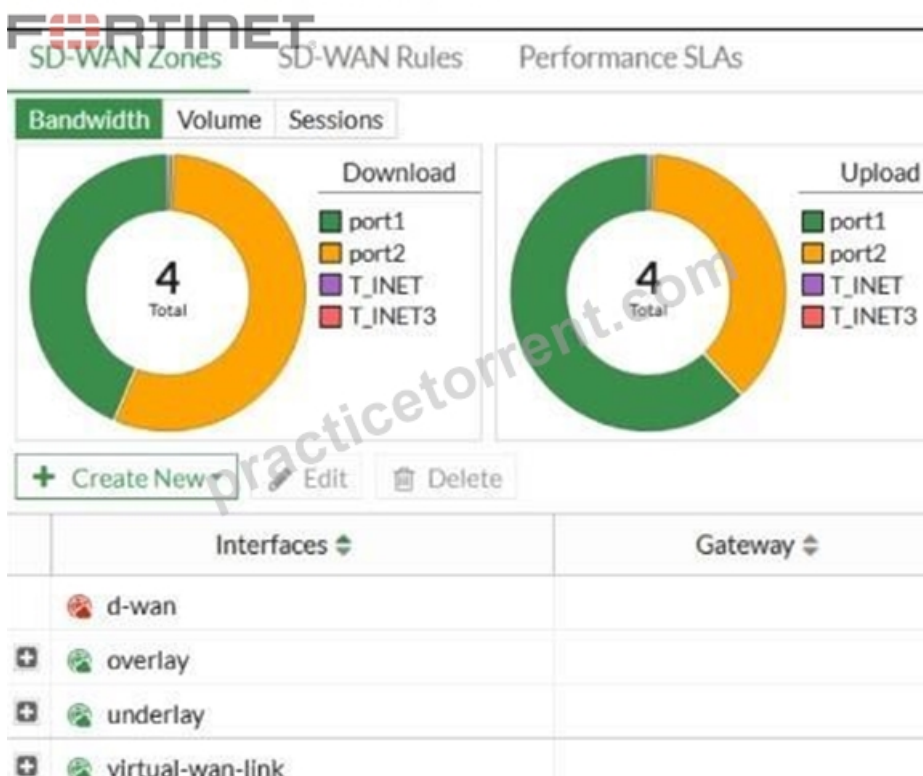 FORTINET
SD-WAN Zones SD-WAN Rules Performance SLAs
Bandwidth Volume Sessions
Download
port1
port2
T_INET
T_INET3
4
Total
Upload
port1
port2
T_INET
T_INET3
4
Total
practicetorrent.com
+ Create New Edit Delete
Interfaces Gateway
d-wan
overlay
underlay
virtual-wan-link